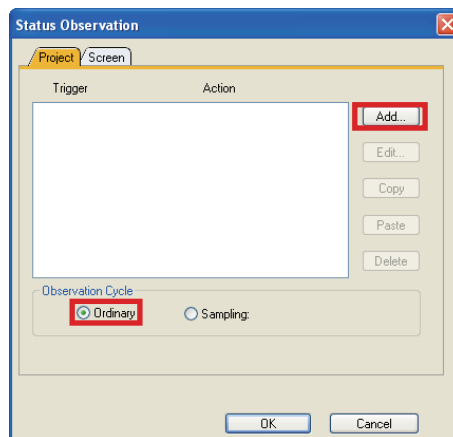 Status Observation
Project Screen
Trigger Action
Add...
Edit...
Copy
Paste
Delete
Observation Cycle
Ordinary Sampling:
OK Cancel